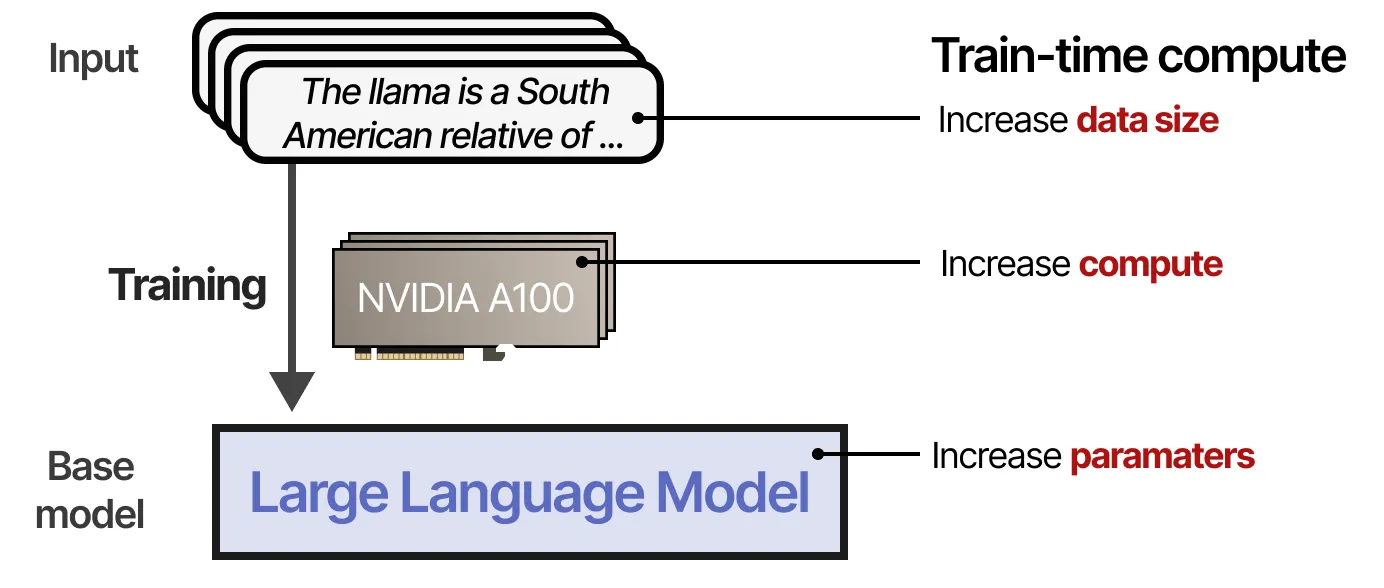 Input
The llama is a South
American relative of ...
Train-time compute
Increase data size
Training
NVIDIA A100
Increase compute
Base
model
Large Language Model
Increase paramaters